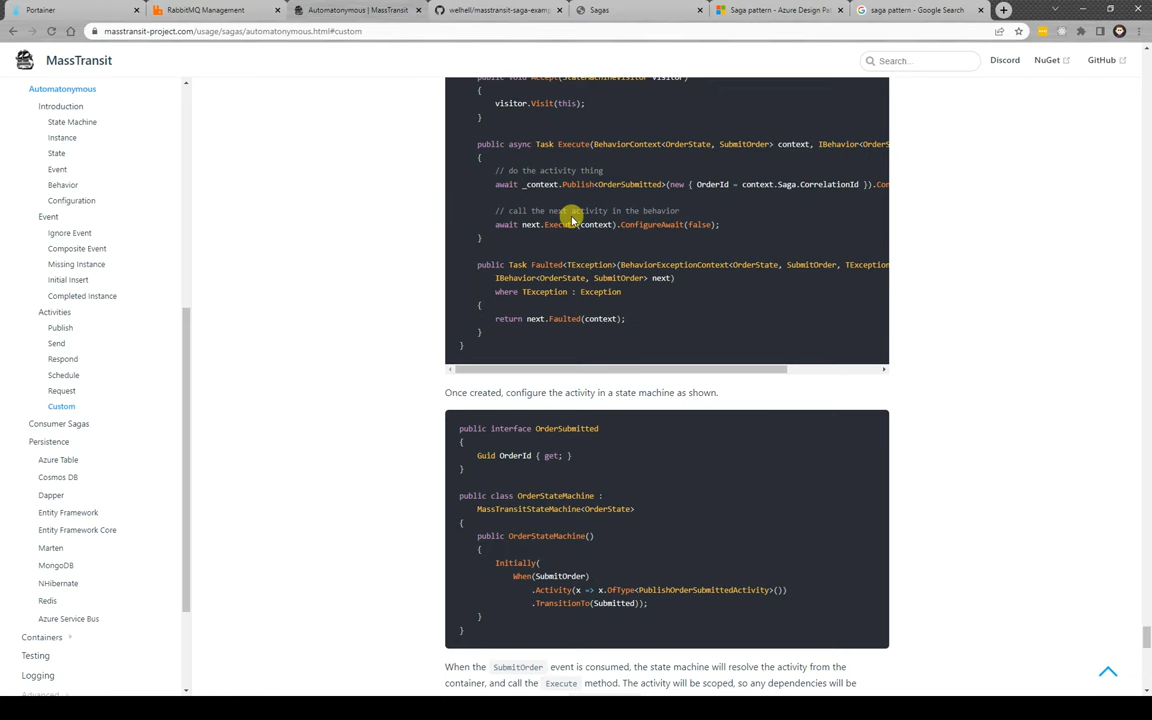 Portainer
RabbitMQ Management
Automatonymous | MassTransit
welhell/masstransit-saga-exam
Sagas
Saga pattern - Azure Design Pa
saga pattern - Google Search
masstransit-project.com/usage/sagas/automatonymous.html#custom
MassTransit
Search...
Discord
NuGet
GitHub
Automatonymous
Introduction
State Machine
Instance
State
Event
Behavior
Configuration
Event
Ignore Event
Composite Event
Missing Instance
Initial Insert
Completed Instance
Activities
Publish
Send
Respond
Schedule
Request
Custom
Consumer Sagas
Persistence
Azure Table
Cosmos DB
Dapper
Entity Framework
Entity Framework Core
Marten
MongoDB
NHibernate
Redis
Azure Service Bus
Containers
Testing
Logging
Advanced
public void Accept(StateMachineVisitor visitor)
{
visitor.Visit(this);
}
public async Task Execute(BehaviorContext<OrderState, SubmitOrder> context, IBehavior<OrderS
{
// do the activity thing
await _context.Publish<OrderSubmitted>(new { OrderId = context.Saga.CorrelationId }).Con
// call the next activity in the behavior
await next.Execute(context).ConfigureAwait(false);
}
public Task Faulted<TException>(BehaviorExceptionContext<OrderState, SubmitOrder, TException
IBehavior<OrderState, SubmitOrder> next)
where TException : Exception
{
return next.Faulted(context);
}
}
Once created, configure the activity in a state machine as shown.
public interface OrderSubmitted
{
Guid OrderId { get; }
}
public class OrderStateMachine :
MassTransitStateMachine<OrderState>
{
public OrderStateMachine()
{
Initially(
When(SubmitOrder)
.Activity(x => x.OfType<PublishOrderSubmittedActivity>())
.TransitionTo(Submitted));
}
}
When the SubmitOrder event is consumed, the state machine will resolve the activity from the
container, and call the Execute method. The activity will be scoped, so any dependencies will be